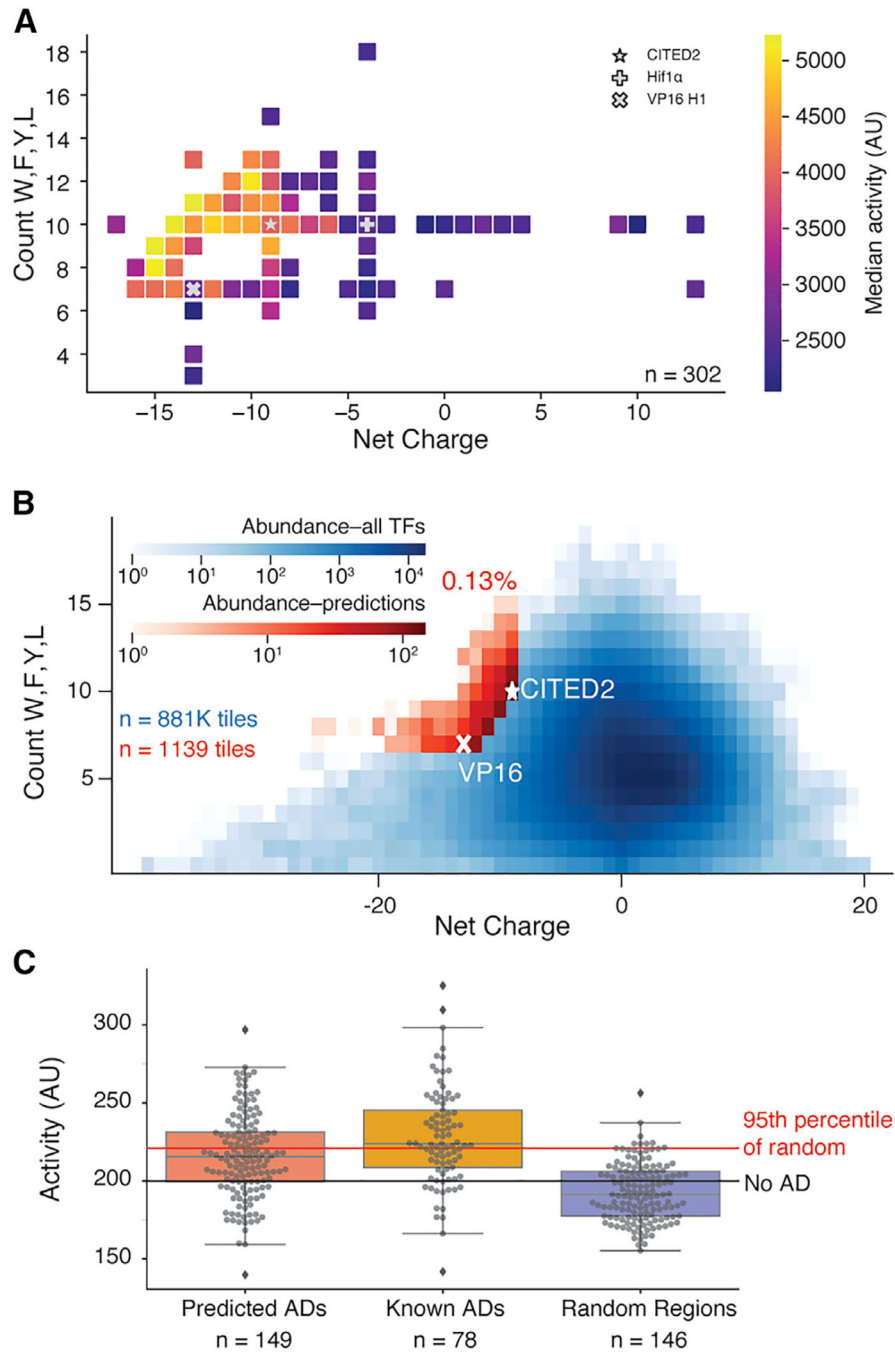 A
CITED2
Hif1α
VP16 H1
18
16
14
12
10
8
6
4
Count W,F,Y,L
−15
−10
−5
0
5
10
Net Charge
n = 302
5000
4500
4000
3500
3000
2500
Median activity (AU)
B
Abundance–all TFs
10⁰ 10¹ 10² 10³ 10⁴
Abundance–predictions
10⁰ 10¹ 10²
0.13%
CITED2
VP16
n = 881K tiles
n = 1139 tiles
15
10
5
Count W,F,Y,L
-20
0
20
Net Charge
C
300
250
200
150
Activity (AU)
95th percentile
of random
No AD
Predicted ADs
n = 149
Known ADs
n = 78
Random Regions
n = 146